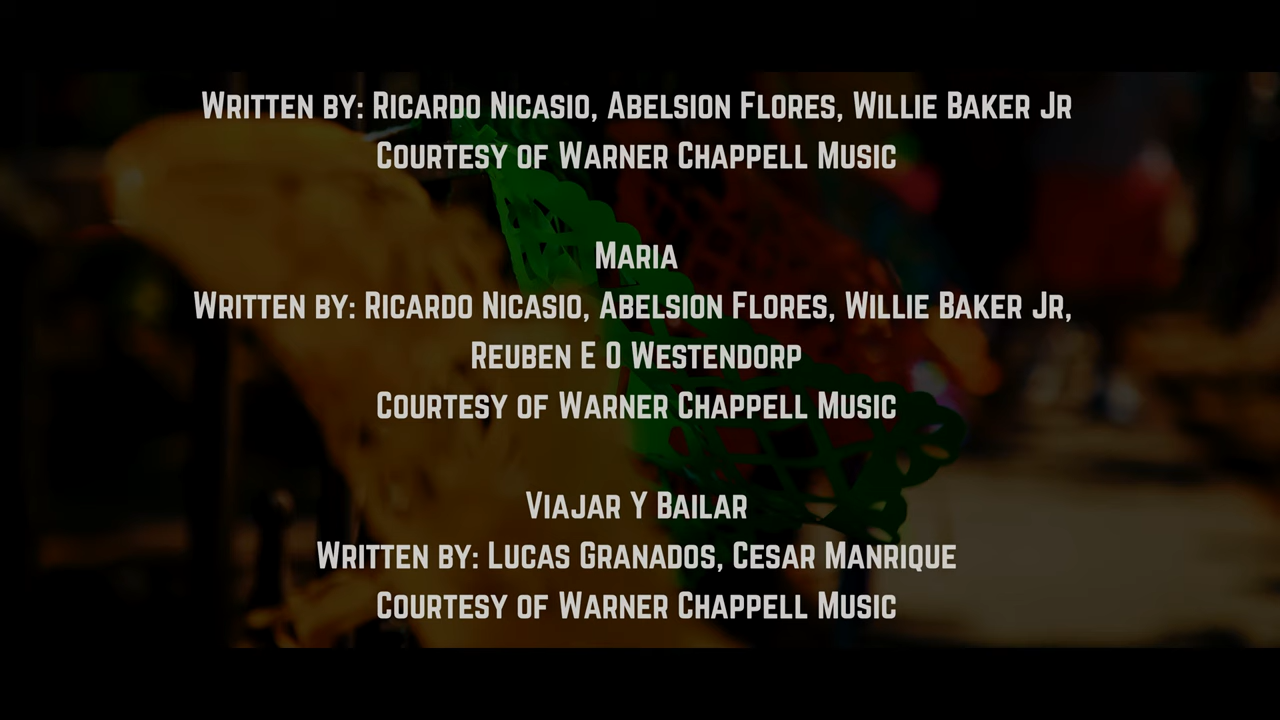 Written by: Ricardo Nicasio, Abelsion Flores, Willie Baker Jr
Courtesy of Warner Chappell Music
Maria
Written by: Ricardo Nicasio, Abelsion Flores, Willie Baker Jr,
Reuben E O Westendorp
Courtesy of Warner Chappell Music
Viajar Y Bailar
Written by: Lucas Granados, Cesar Manrique
Courtesy of Warner Chappell Music